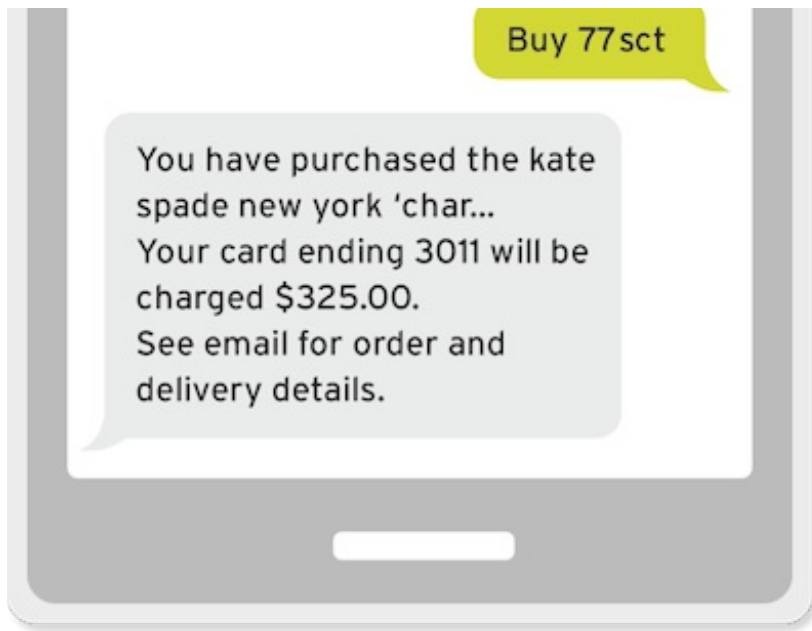 Buy 77sct
You have purchased the kate
spade new york ‘char...
Your card ending 3011 will be
charged $325.00.
See email for order and
delivery details.